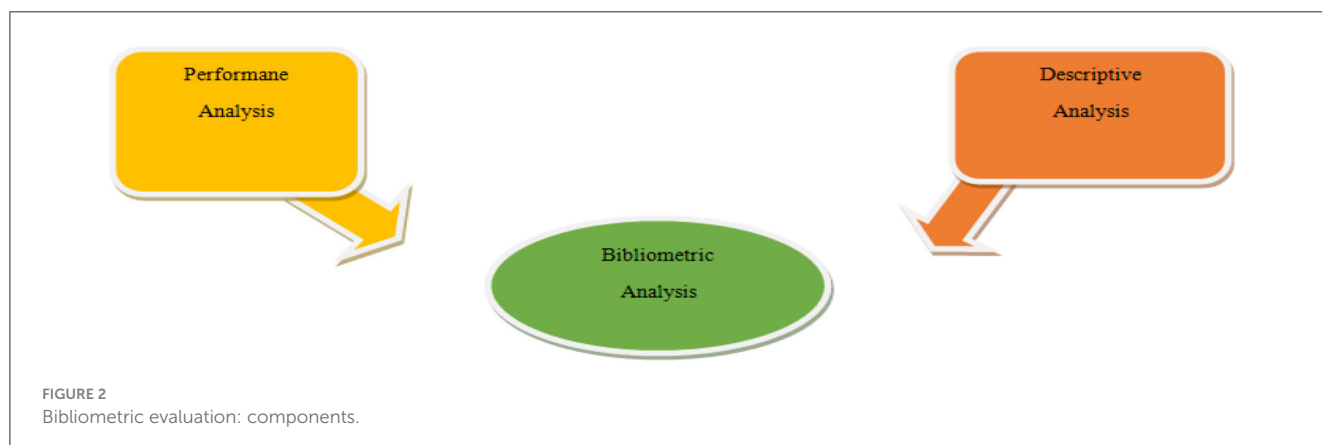 Performane
Analysis
Descriptive
Analysis
Bibliometric
Analysis
FIGURE 2
Bibliometric evaluation: components.